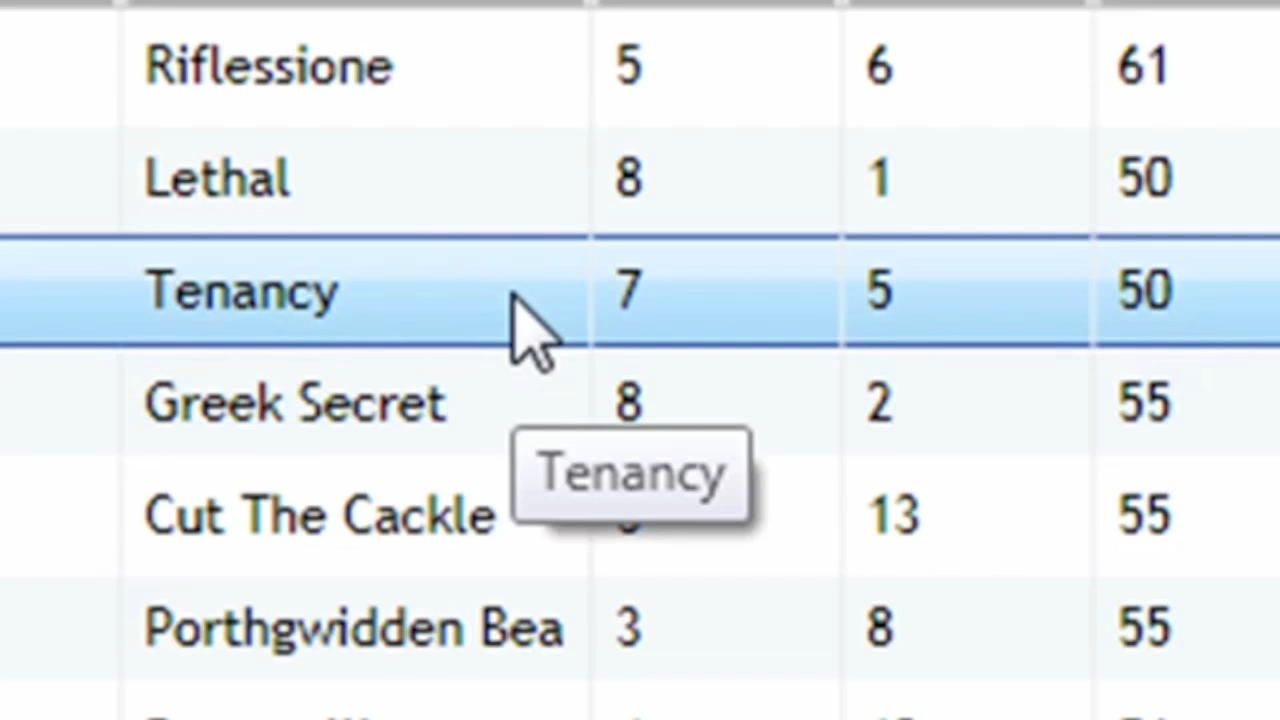 Riflessione 5 6 61
Lethal 8 1 50
Tenancy 7 5 50
Greek Secret 8 2 55
Tenancy
Cut The Cackle 13 55
Porthgwidden Bea 3 8 55